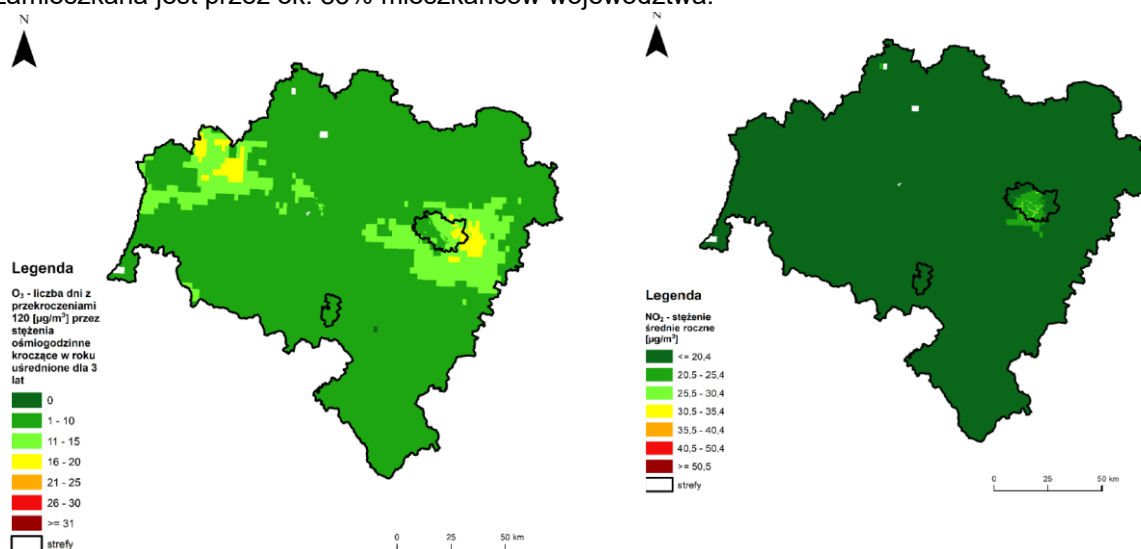 zamieszkana jest przez ok. 80% mieszkańców województwa.
N
Legenda
O₃ - liczba dni z
przekroczeniami
120 [µg/m³] przez
stężenia
ośmiogodzinne
kroczące w roku
uśrednione dla 3
lat
0
1 - 10
11 - 15
16 - 20
21 - 25
26 - 30
>= 31
strefy
0 25 50 km
N
Legenda
NO₂ - stężenie
średnie roczne
[µg/m³]
<= 20,4
20,5 - 25,4
25,5 - 30,4
30,5 - 35,4
35,5 - 40,4
40,5 - 50,4
>= 50,5
strefy
0 25 50 km